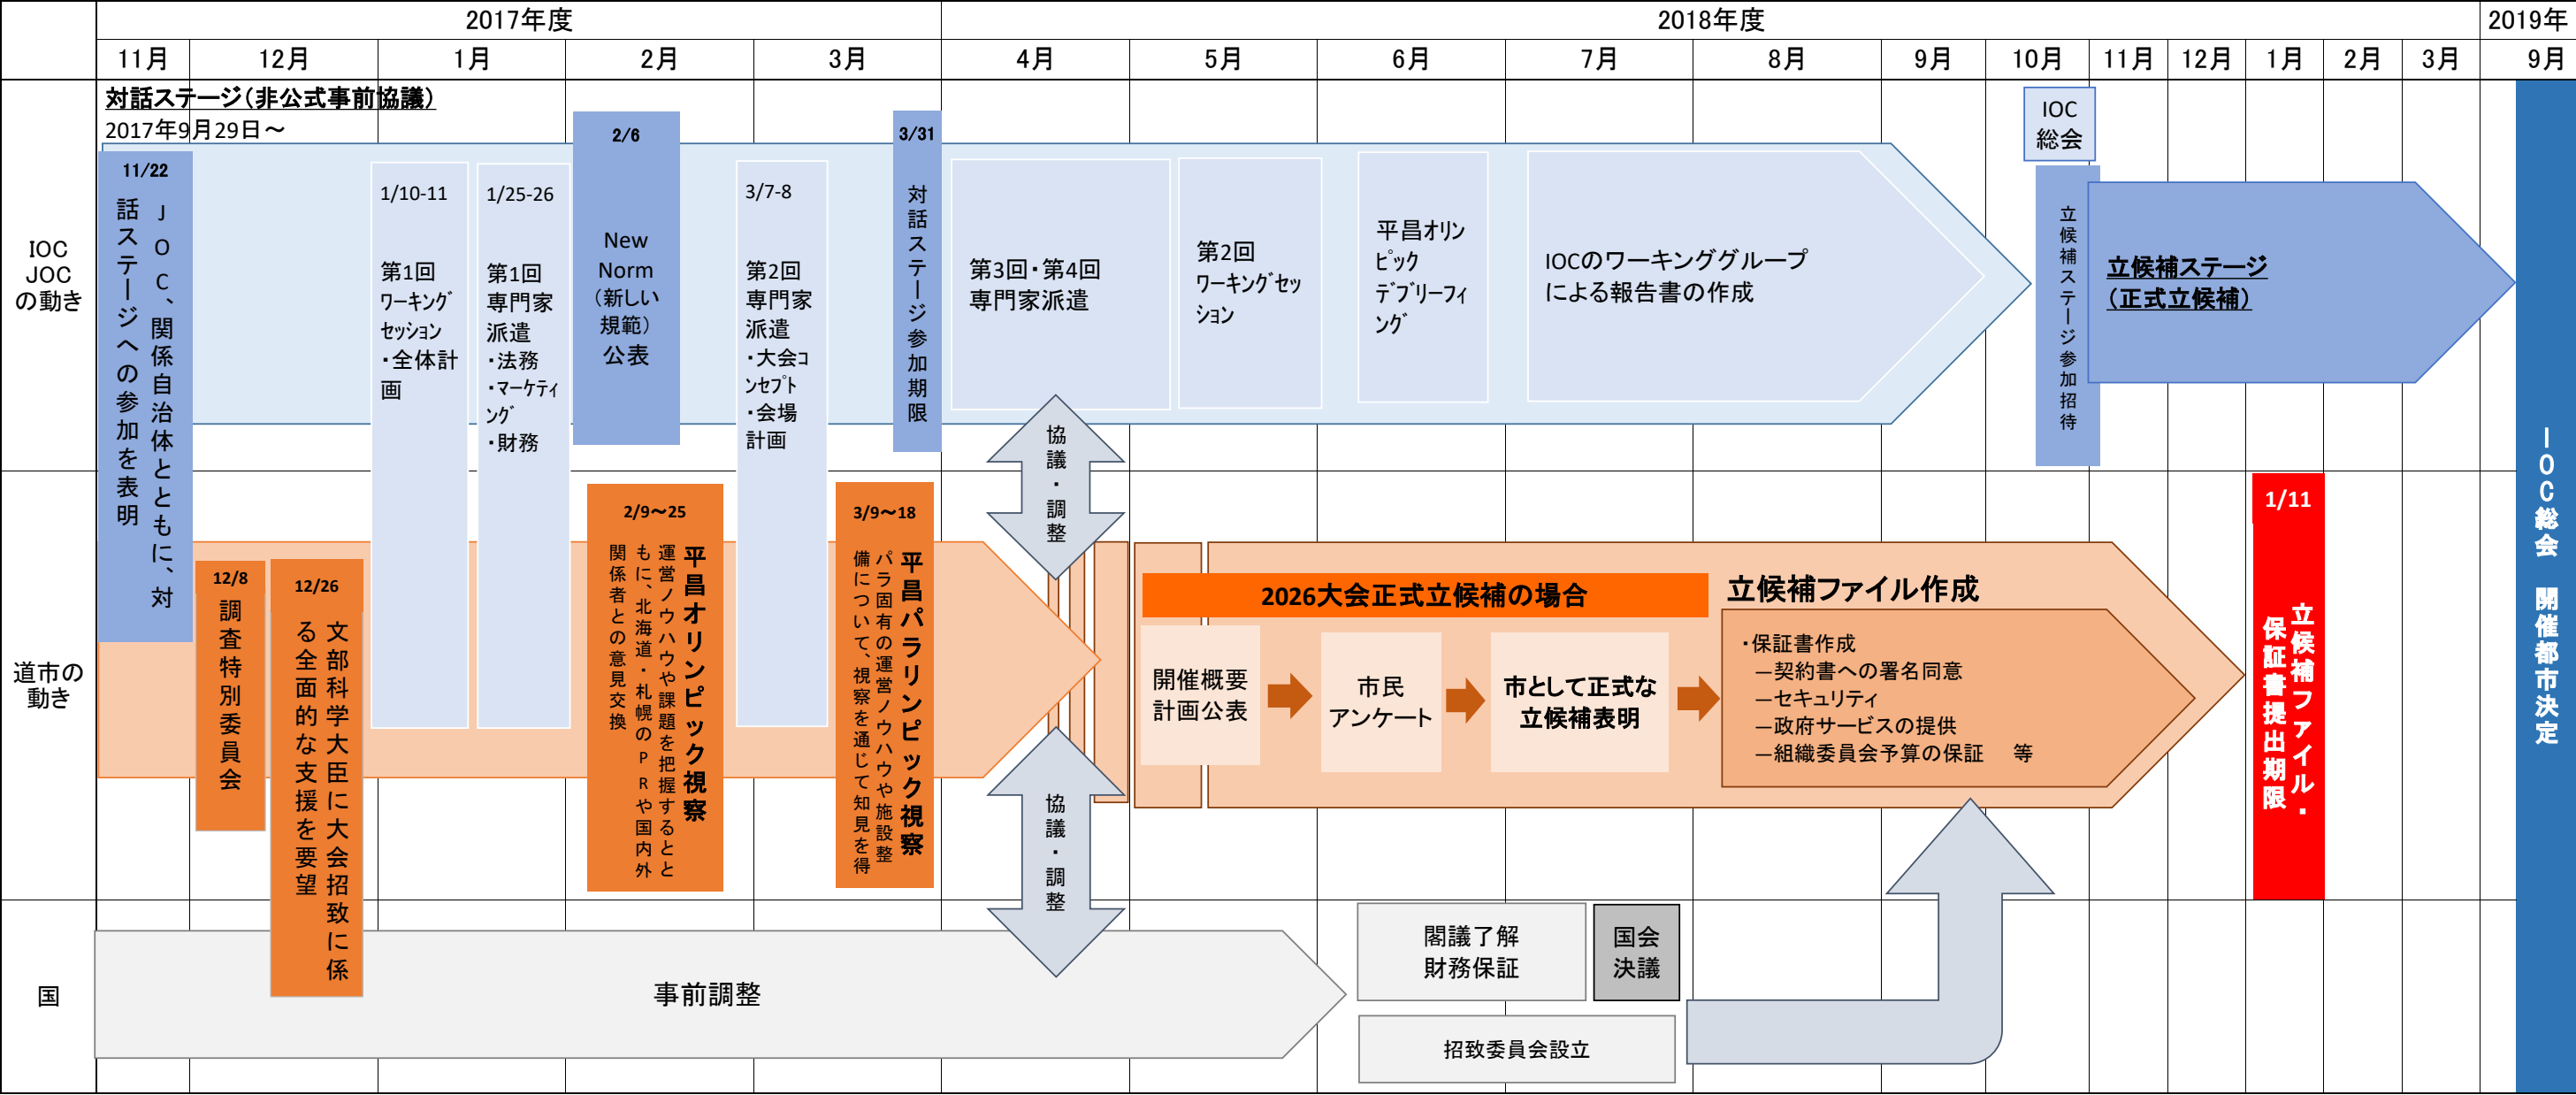 2017年度
2018年度
2019年
11月
12月
1月
2月
3月
4月
5月
6月
7月
8月
9月
10月
11月
12月
1月
2月
3月
9月
IOC
JOC
の動き
対話ステージ（非公式事前協議）
2017年9月29日～
11/22
JOC、関係自治体とともに、対
話ステージへの参加を表明
1/10-11
第1回
ﾜｰｷﾝｸﾞ
ｾｯｼｮﾝ
・全体計
画
1/25-26
第1回
専門家
派遣
・法務
・ﾏｰｹﾃｨ
ﾝｸﾞ
・財務
2/6
New
Norm
（新しい
規範）
公表
3/7-8
第2回
専門家
派遣
・大会ｺ
ﾝｾﾌﾟﾄ
・会場
計画
3/31
対話ステージ参加期限
第3回・第4回
専門家派遣
第2回
ﾜｰｷﾝｸﾞｾｯ
ｼｮﾝ
平昌ｵﾘﾝ
ﾋﾟｯｸ
ﾃﾞﾌﾞﾘｰﾌｨ
ﾝｸﾞ
IOCのワーキンググループ
による報告書の作成
IOC
総会
立候補ステージ参加招待
立候補ステージ
（正式立候補）
IOC総会　開催都市決定
協議・調整
道市の
動き
12/8
調査特別委員会
12/26
文部科学大臣に大会招致に係
る全面的な支援を要望
2/9～25
平昌オリンピック視察
運営ノウハウや課題を把握するとと
もに、北海道・札幌のPRや国内外
関係者との意見交換
3/9～18
平昌パラリンピック視察
パラ固有の運営ノウハウや施設整
備について、視察を通じて知見を得
2026大会正式立候補の場合
開催概要
計画公表
市民
アンケート
市として正式な
立候補表明
立候補ファイル作成
・保証書作成
―契約書への署名同意
―セキュリティ
―政府サービスの提供
―組織委員会予算の保証　等
1/11
立候補ファイル・
保証書提出期限
協議・調整
国
事前調整
閣議了解
財務保証
国会
決議
招致委員会設立